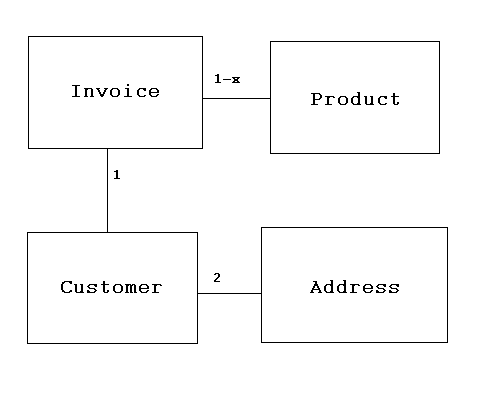 Invoice
1-x
Product
1
Customer
2
Address